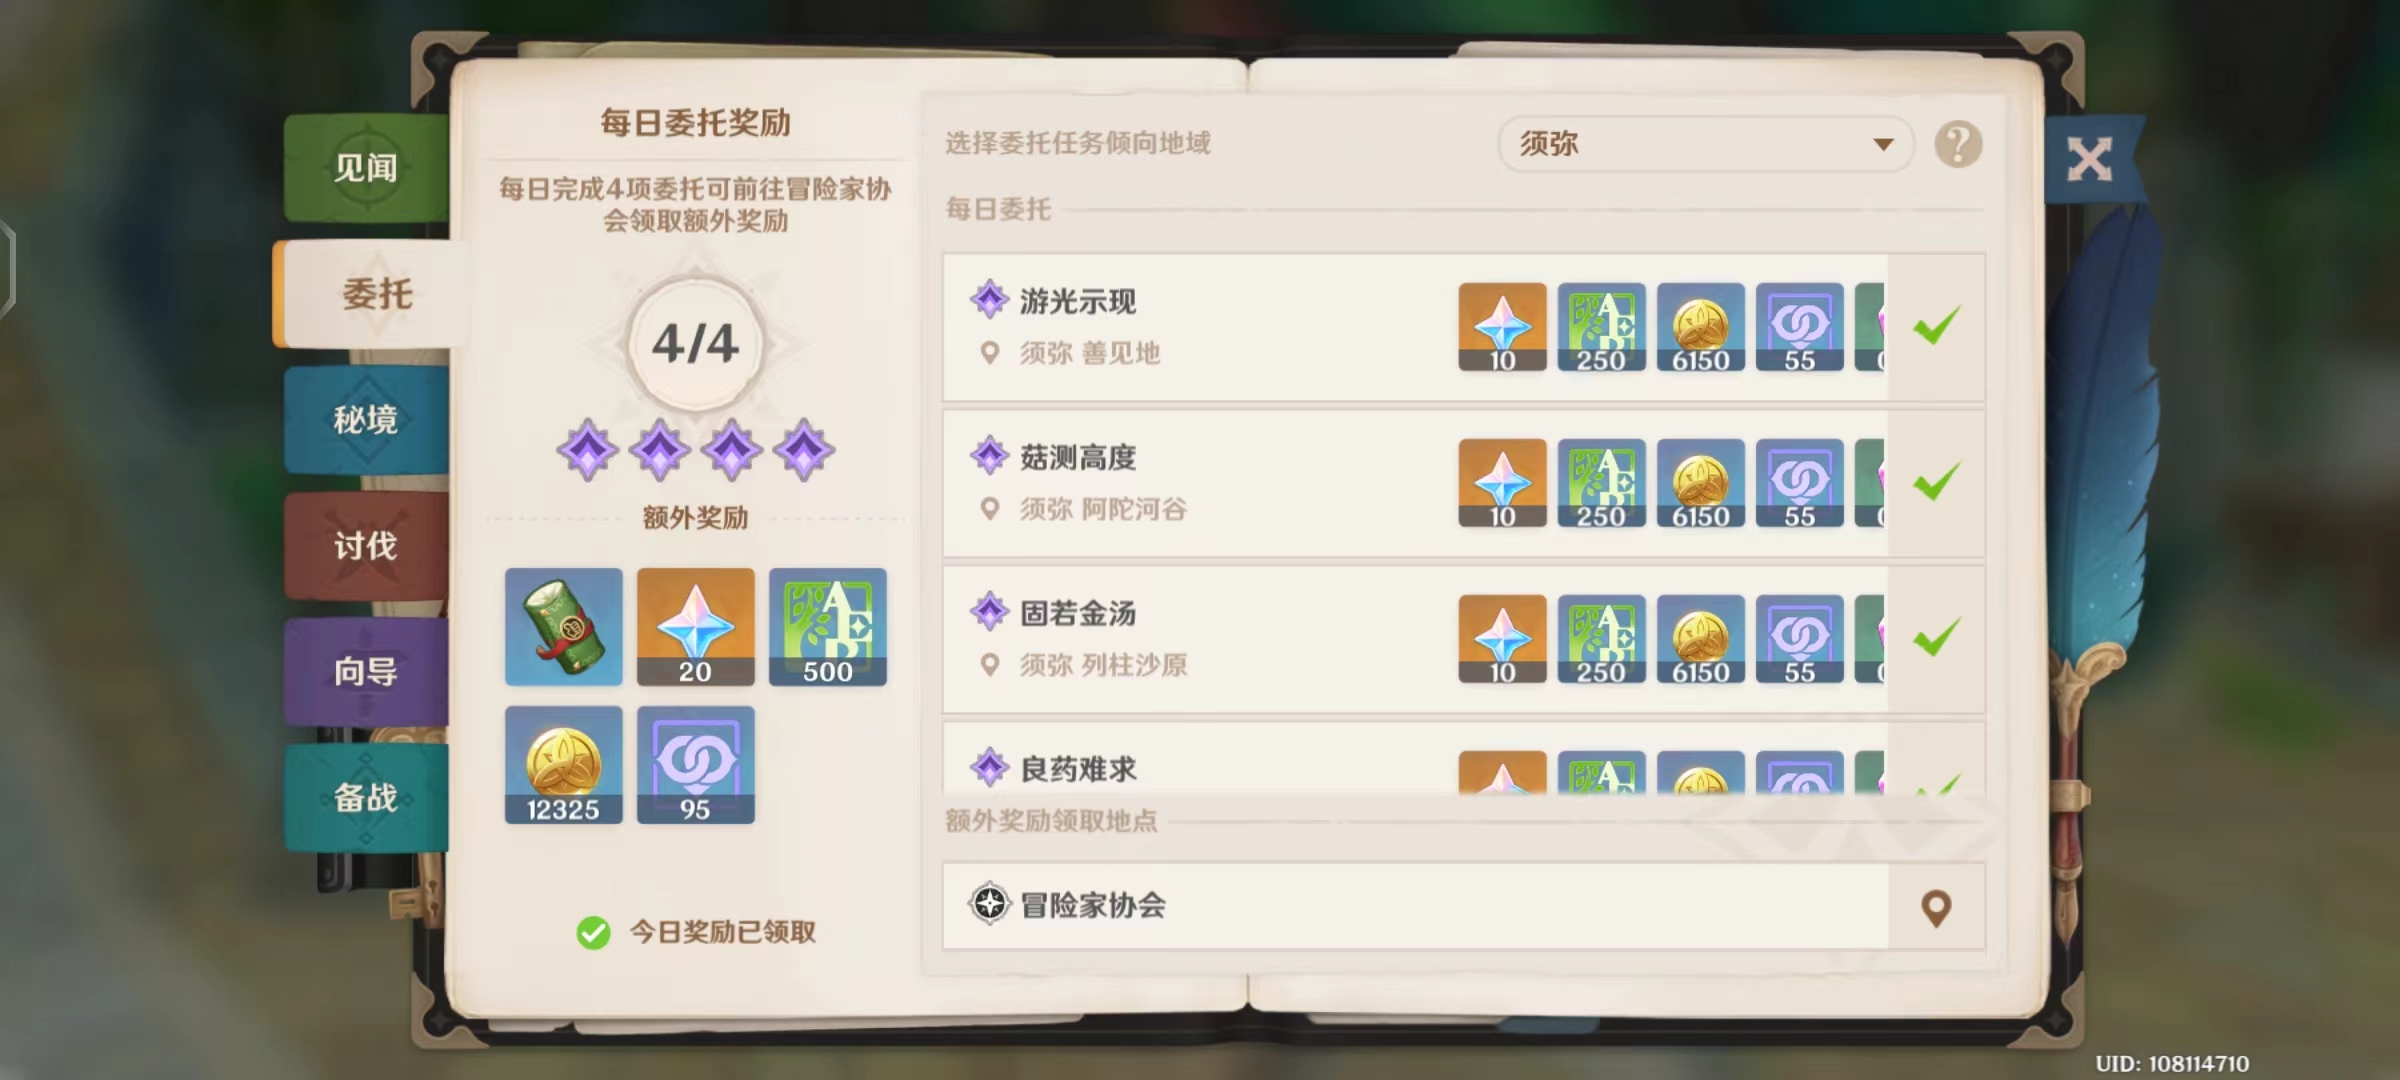 见闻
委托
秘境
讨伐
向导
备战
每日委托奖励
每日完成4项委托可前往冒险家协
会领取额外奖励
4/4
额外奖励
20
500
12325
95
今日奖励已领取
选择委托任务倾向地域
须弥
?
每日委托
游光示现
须弥 善见地
10
250
6150
55
菇测高度
须弥 阿陀河谷
10
250
6150
55
固若金汤
须弥 列柱沙原
10
250
6150
55
良药难求
额外奖励领取地点
冒险家协会
UID: 108114710